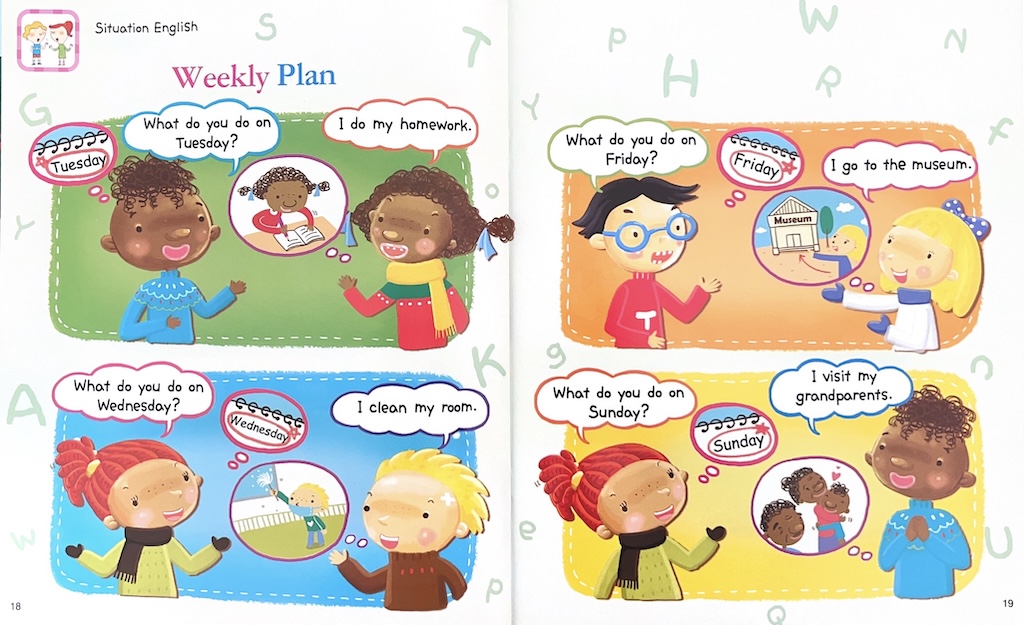 Situation English
Weekly Plan
What do you do on
Tuesday?
Tuesday
I do my homework.
What do you do on
Wednesday?
Wednesday
I clean my room.
18
What do you do on
Friday?
Friday
I go to the museum.
Museum
T
What do you do on
Sunday?
Sunday
I visit my
grandparents.
19
S
T
G
Y
o
A
K
w
P
P
W
N
H
R
Y
f
g
n
e
U
Q